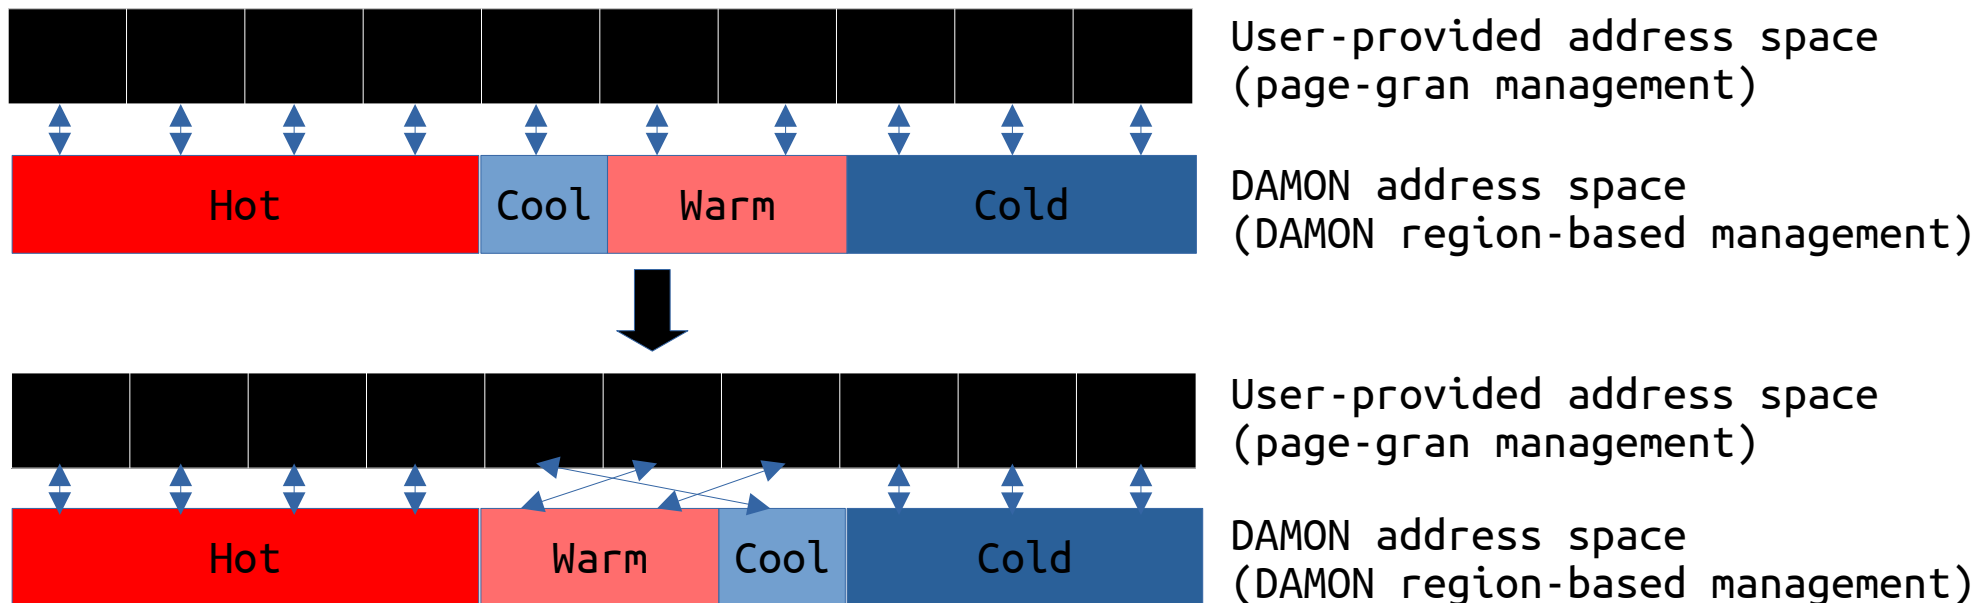 User-provided address space
(page-gran management)
Hot
Cool
Warm
Cold
DAMON address space
(DAMON region-based management)
User-provided address space
(page-gran management)
Hot
Warm
Cool
Cold
DAMON address space
(DAMON region-based management)